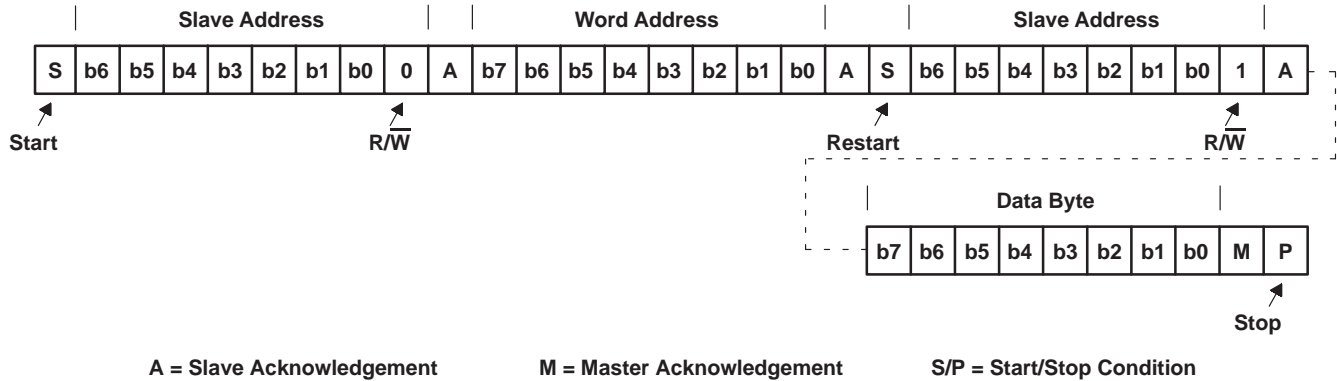 Slave Address Word Address Slave Address
S b6 b5 b4 b3 b2 b1 b0 0 A b7 b6 b5 b4 b3 b2 b1 b0 A S b6 b5 b4 b3 b2 b1 b0 1 A
Start R/W̅ Restart R/W̅
Data Byte
b7 b6 b5 b4 b3 b2 b1 b0 M P
Stop
A = Slave Acknowledgement M = Master Acknowledgement S/P = Start/Stop Condition